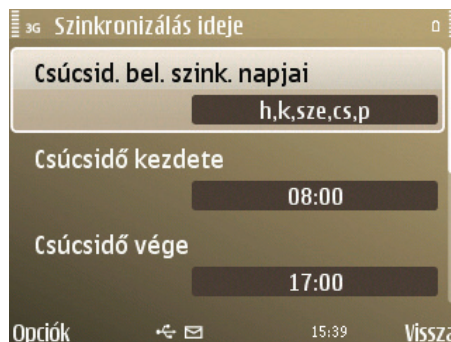 3G Szinkronizálás ideje
Csúcsid. bel. szink. napjai
h,k,sze,cs,p
Csúcsidő kezdete
08:00
Csúcsidő vége
17:00
Opciók 15:39 Vissza